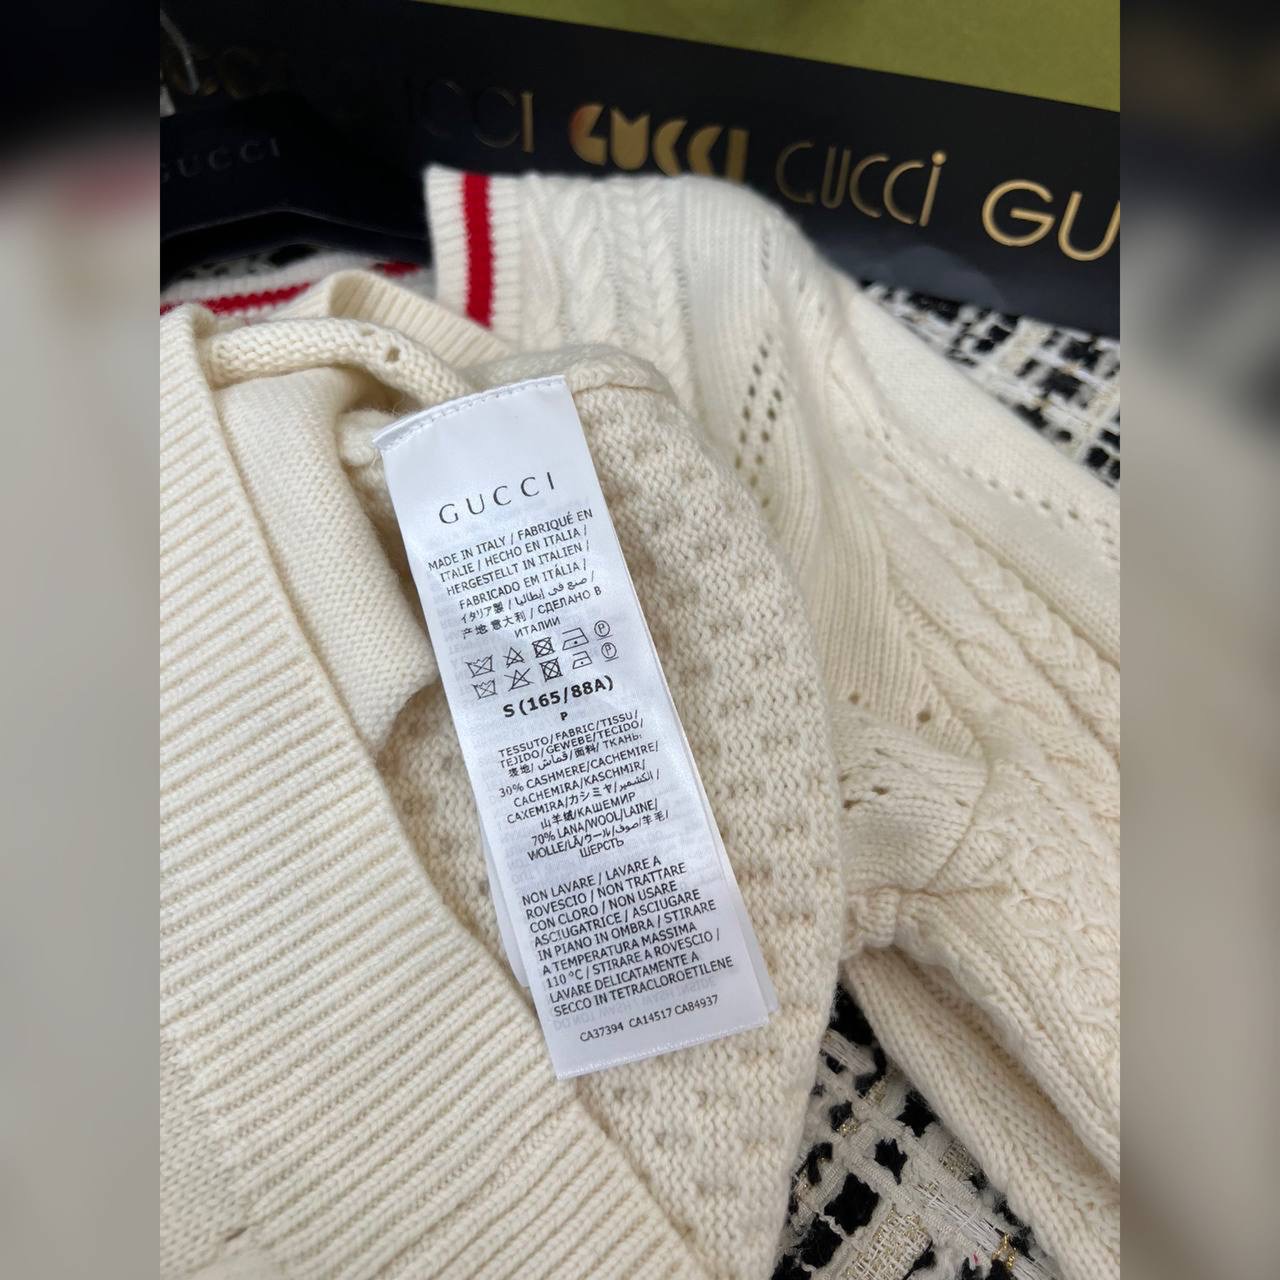 GUCCI
CCI GUCCI GUCCi GU
GUCCI
MADE IN ITALY / FABRIQUÉ EN
ITALIE / HECHO EN ITALIA /
HERGESTELLT IN ITALIEN /
FABRICADO EM ITÁLIA /
イタリア製 / صنع في إيطاليا /
产地 意大利 / СДЕЛАНО В
ИТАЛИИ
P
P
S (165/88A)
P
TESSUTO/FABRIC/TISSU/
TEJIDO/GEWEBE/TECIDO/
表地/ قماش /面料/ ТКАНЬ:
30% CASHMERE/CACHEMIRE/
CACHEMIRA/KASCHMIR/
CAXEMIRA/カシミヤ/الكشمير/
山羊绒/КАШЕМИР
70% LANA/WOOL/LAINE/
WOLLE/LÃ/ウール/صوف/羊毛/
ШЕРСТЬ
NON LAVARE / LAVARE A
ROVESCIO / NON TRATTARE
CON CLORO / NON USARE
ASCIUGATRICE / ASCIUGARE
IN PIANO IN OMBRA / STIRARE
A TEMPERATURA MASSIMA
110 °C / STIRARE A ROVESCIO /
LAVARE DELICATAMENTE A
SECCO IN TETRACLOROETILENE
CA37394 CA14517 CA84937